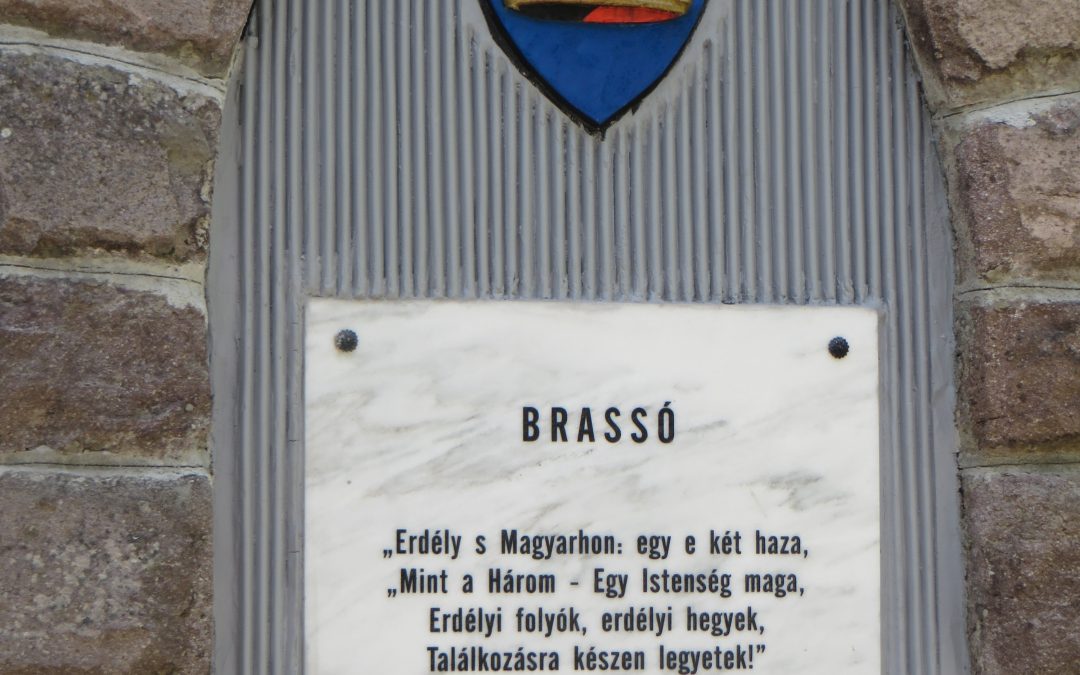 BRASSÓ
„Erdély s Magyarhon: egy e két haza,
„Mint a Három - Egy Istenség maga,
Erdélyi folyók, erdélyi hegyek,
Találkozásra készen legyetek!”